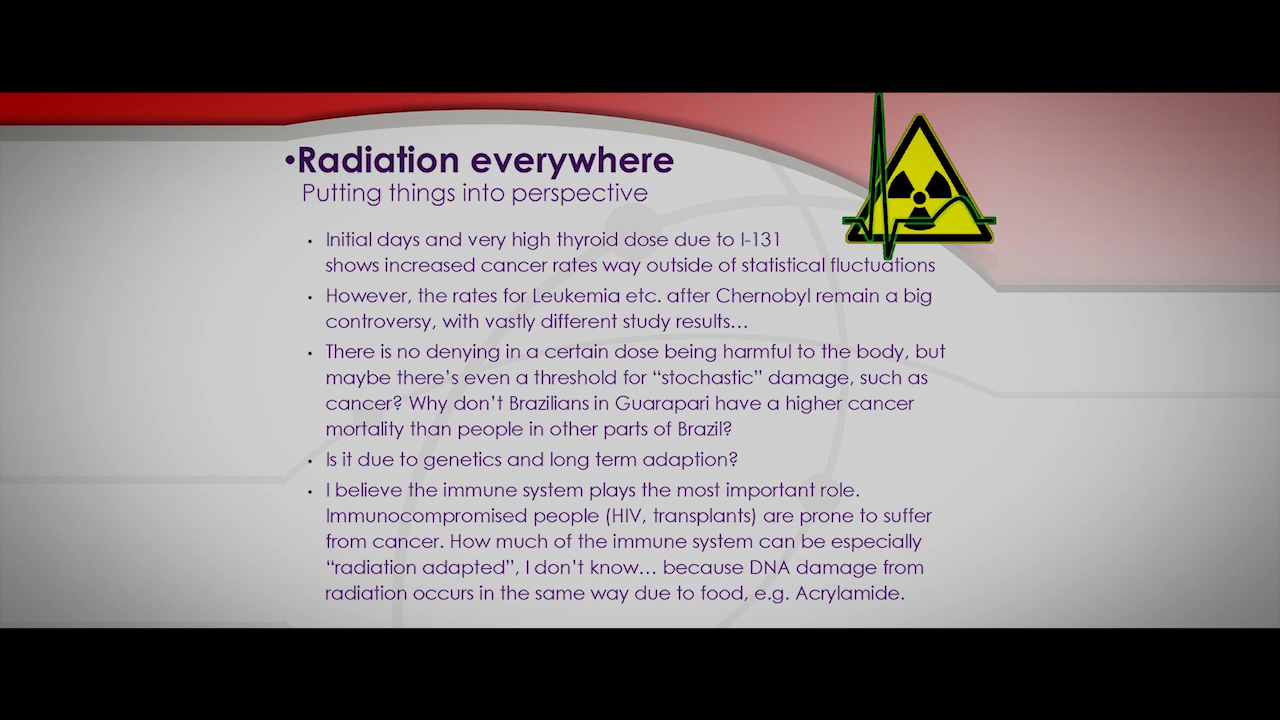 •Radiation everywhere
Putting things into perspective
• Initial days and very high thyroid dose due to I-131
shows increased cancer rates way outside of statistical fluctuations
• However, the rates for Leukemia etc. after Chernobyl remain a big
controversy, with vastly different study results…
• There is no denying in a certain dose being harmful to the body, but
maybe there’s even a threshold for “stochastic” damage, such as
cancer? Why don’t Brazilians in Guarapari have a higher cancer
mortality than people in other parts of Brazil?
• Is it due to genetics and long term adaption?
• I believe the immune system plays the most important role.
Immunocompromised people (HIV, transplants) are prone to suffer
from cancer. How much of the immune system can be especially
“radiation adapted”, I don’t know… because DNA damage from
radiation occurs in the same way due to food, e.g. Acrylamide.